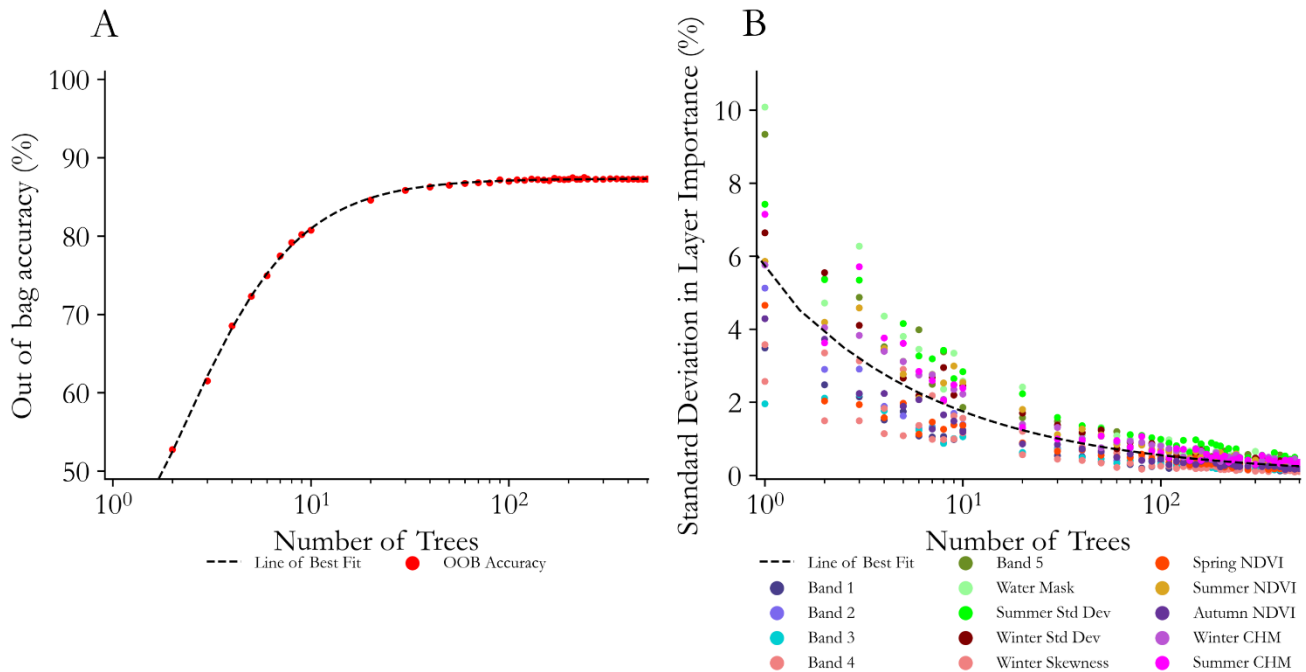 A
Out of bag accuracy (%)
100
90
80
70
60
50
10⁰
10¹
10²
Number of Trees
Line of Best Fit
OOB Accuracy
B
Standard Deviation in Layer Importance (%)
10
8
6
4
2
0
10⁰
10¹
10²
Number of Trees
Line of Best Fit
Band 1
Band 2
Band 3
Band 4
Band 5
Water Mask
Summer Std Dev
Winter Std Dev
Winter Skewness
Spring NDVI
Summer NDVI
Autumn NDVI
Winter CHM
Summer CHM